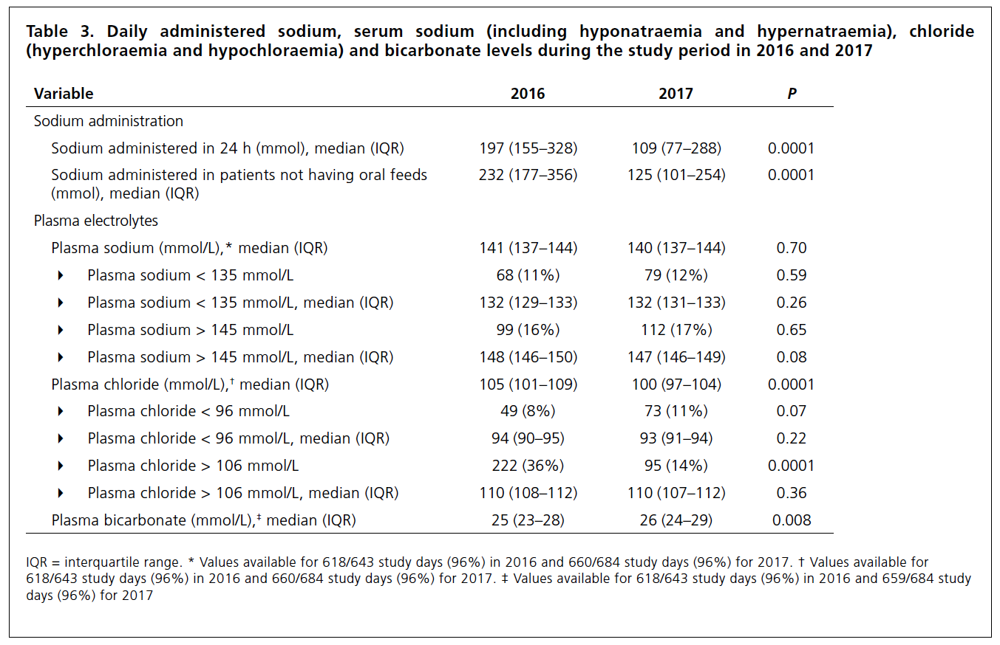 Table 3. Daily administered sodium, serum sodium (including hyponatraemia and hypernatraemia), chloride
(hyperchloraemia and hypochloraemia) and bicarbonate levels during the study period in 2016 and 2017
Variable 2016 2017 P
Sodium administration
Sodium administered in 24 h (mmol), median (IQR) 197 (155–328) 109 (77–288) 0.0001
Sodium administered in patients not having oral feeds 232 (177–356) 125 (101–254) 0.0001
(mmol), median (IQR)
Plasma electrolytes
Plasma sodium (mmol/L),* median (IQR) 141 (137–144) 140 (137–144) 0.70
Plasma sodium < 135 mmol/L 68 (11%) 79 (12%) 0.59
Plasma sodium < 135 mmol/L, median (IQR) 132 (129–133) 132 (131–133) 0.26
Plasma sodium > 145 mmol/L 99 (16%) 112 (17%) 0.65
Plasma sodium > 145 mmol/L, median (IQR) 148 (146–150) 147 (146–149) 0.08
Plasma chloride (mmol/L),† median (IQR) 105 (101–109) 100 (97–104) 0.0001
Plasma chloride < 96 mmol/L 49 (8%) 73 (11%) 0.07
Plasma chloride < 96 mmol/L, median (IQR) 94 (90–95) 93 (91–94) 0.22
Plasma chloride > 106 mmol/L 222 (36%) 95 (14%) 0.0001
Plasma chloride > 106 mmol/L, median (IQR) 110 (108–112) 110 (107–112) 0.36
Plasma bicarbonate (mmol/L),‡ median (IQR) 25 (23–28) 26 (24–29) 0.008
IQR = interquartile range. * Values available for 618/643 study days (96%) in 2016 and 660/684 study days (96%) for 2017. † Values available for
618/643 study days (96%) in 2016 and 660/684 study days (96%) for 2017. ‡ Values available for 618/643 study days (96%) in 2016 and 659/684 study
days (96%) for 2017